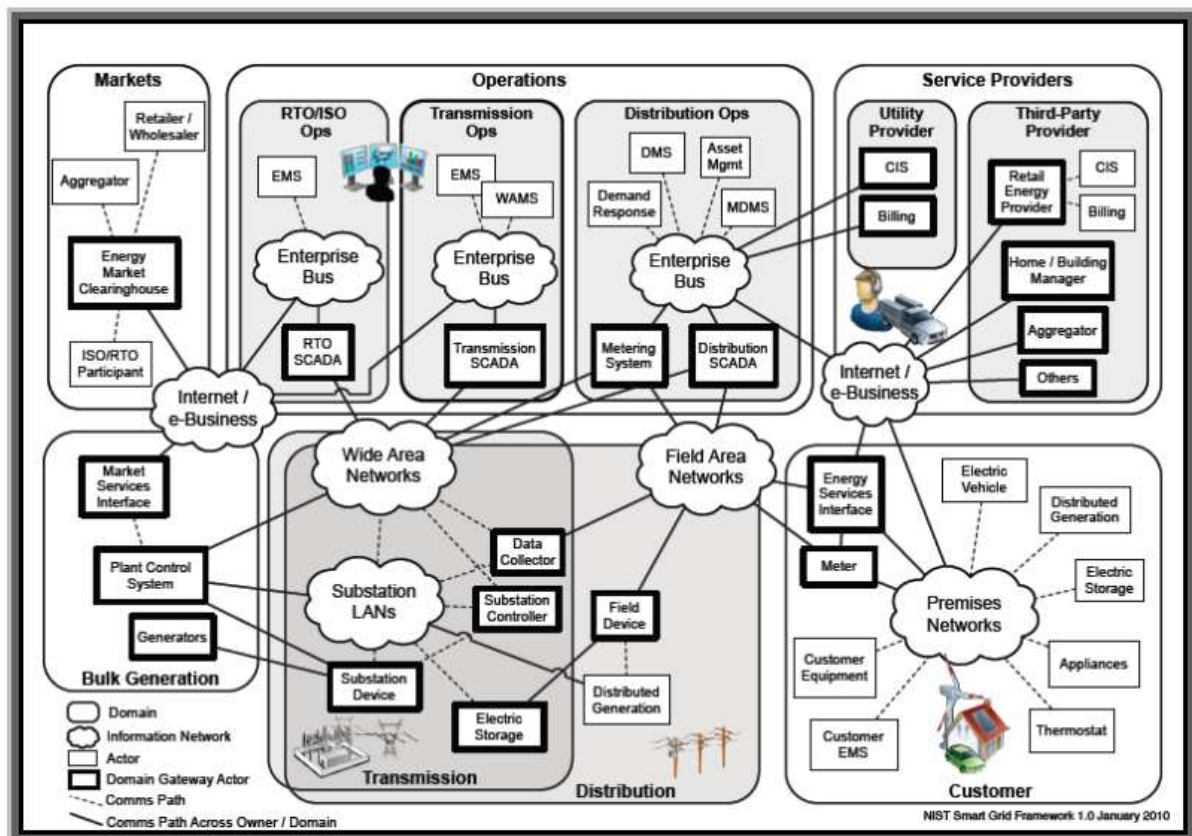 Markets
Operations
Service Providers
Retailer /
Wholesaler
Aggregator
Energy
Market
Clearinghouse
ISO/RTO
Participant
RTO/ISO
Ops
EMS
Enterprise
Bus
RTO
SCADA
Transmission
Ops
EMS
WAMS
Enterprise
Bus
Transmission
SCADA
Distribution Ops
DMS
Asset
Mgmt
Demand
Response
MDMS
Enterprise
Bus
Metering
System
Distribution
SCADA
Utility
Provider
CIS
Billing
Third-Party
Provider
Retail
Energy
Provider
CIS
Billing
Home / Building
Manager
Aggregator
Others
Internet /
e-Business
Internet /
e-Business
Wide Area
Networks
Field Area
Networks
Market
Services
Interface
Plant Control
System
Generators
Bulk Generation
Data
Collector
Substation
LANs
Substation
Controller
Field
Device
Substation
Device
Electric
Storage
Distributed
Generation
Transmission
Distribution
Energy
Services
Interface
Meter
Electric
Vehicle
Distributed
Generation
Electric
Storage
Premises
Networks
Customer
Equipment
Appliances
Customer
EMS
Thermostat
Customer
Domain
Information Network
Actor
Domain Gateway Actor
Comms Path
Comms Path Across Owner / Domain
NIST Smart Grid Framework 1.0 January 2010